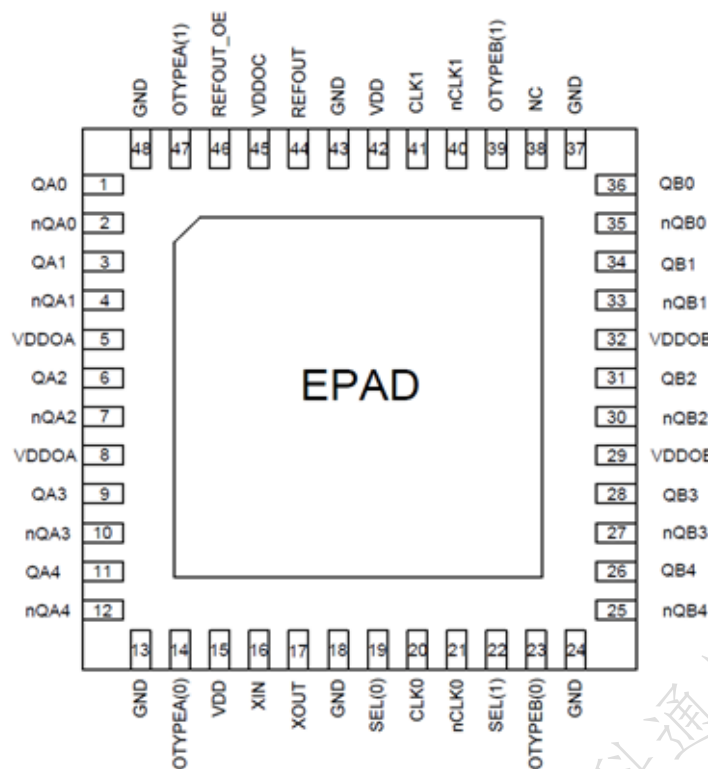 GND OTYPEA(1) REFOUT_OE VDDOC REFOUT GND VDD CLK1 nCLK1 OTYPEB(1) NC GND
48 47 46 45 44 43 42 41 40 39 38 37
QA0 1 36 QB0
nQA0 2 35 nQB0
QA1 3 34 QB1
nQA1 4 33 nQB1
VDDOA 5 32 VDDOB
QA2 6 31 QB2
EPAD
nQA2 7 30 nQB2
VDDOA 8 29 VDDOB
QA3 9 28 QB3
nQA3 10 27 nQB3
QA4 11 26 QB4
nQA4 12 25 nQB4
13 14 15 16 17 18 19 20 21 22 23 24
GND OTYPEA(0) VDD XIN XOUT GND SEL(0) CLK0 nCLK0 SEL(1) OTYPEB(0) GND
通